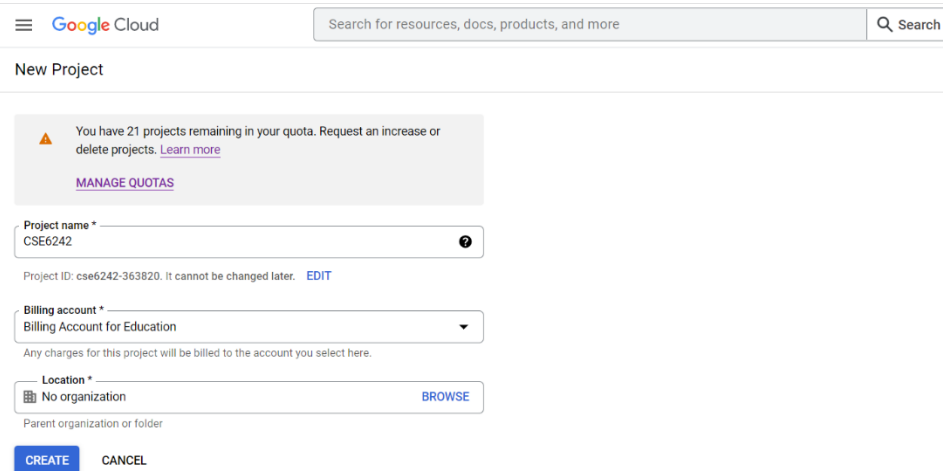 Google Cloud
Search for resources, docs, products, and more
Search
New Project
You have 21 projects remaining in your quota. Request an increase or
delete projects. Learn more
MANAGE QUOTAS
Project name *
CSE6242
Project ID: cse6242-363820. It cannot be changed later. EDIT
Billing account *
Billing Account for Education
Any charges for this project will be billed to the account you select here.
Location *
No organization BROWSE
Parent organization or folder
CREATE CANCEL